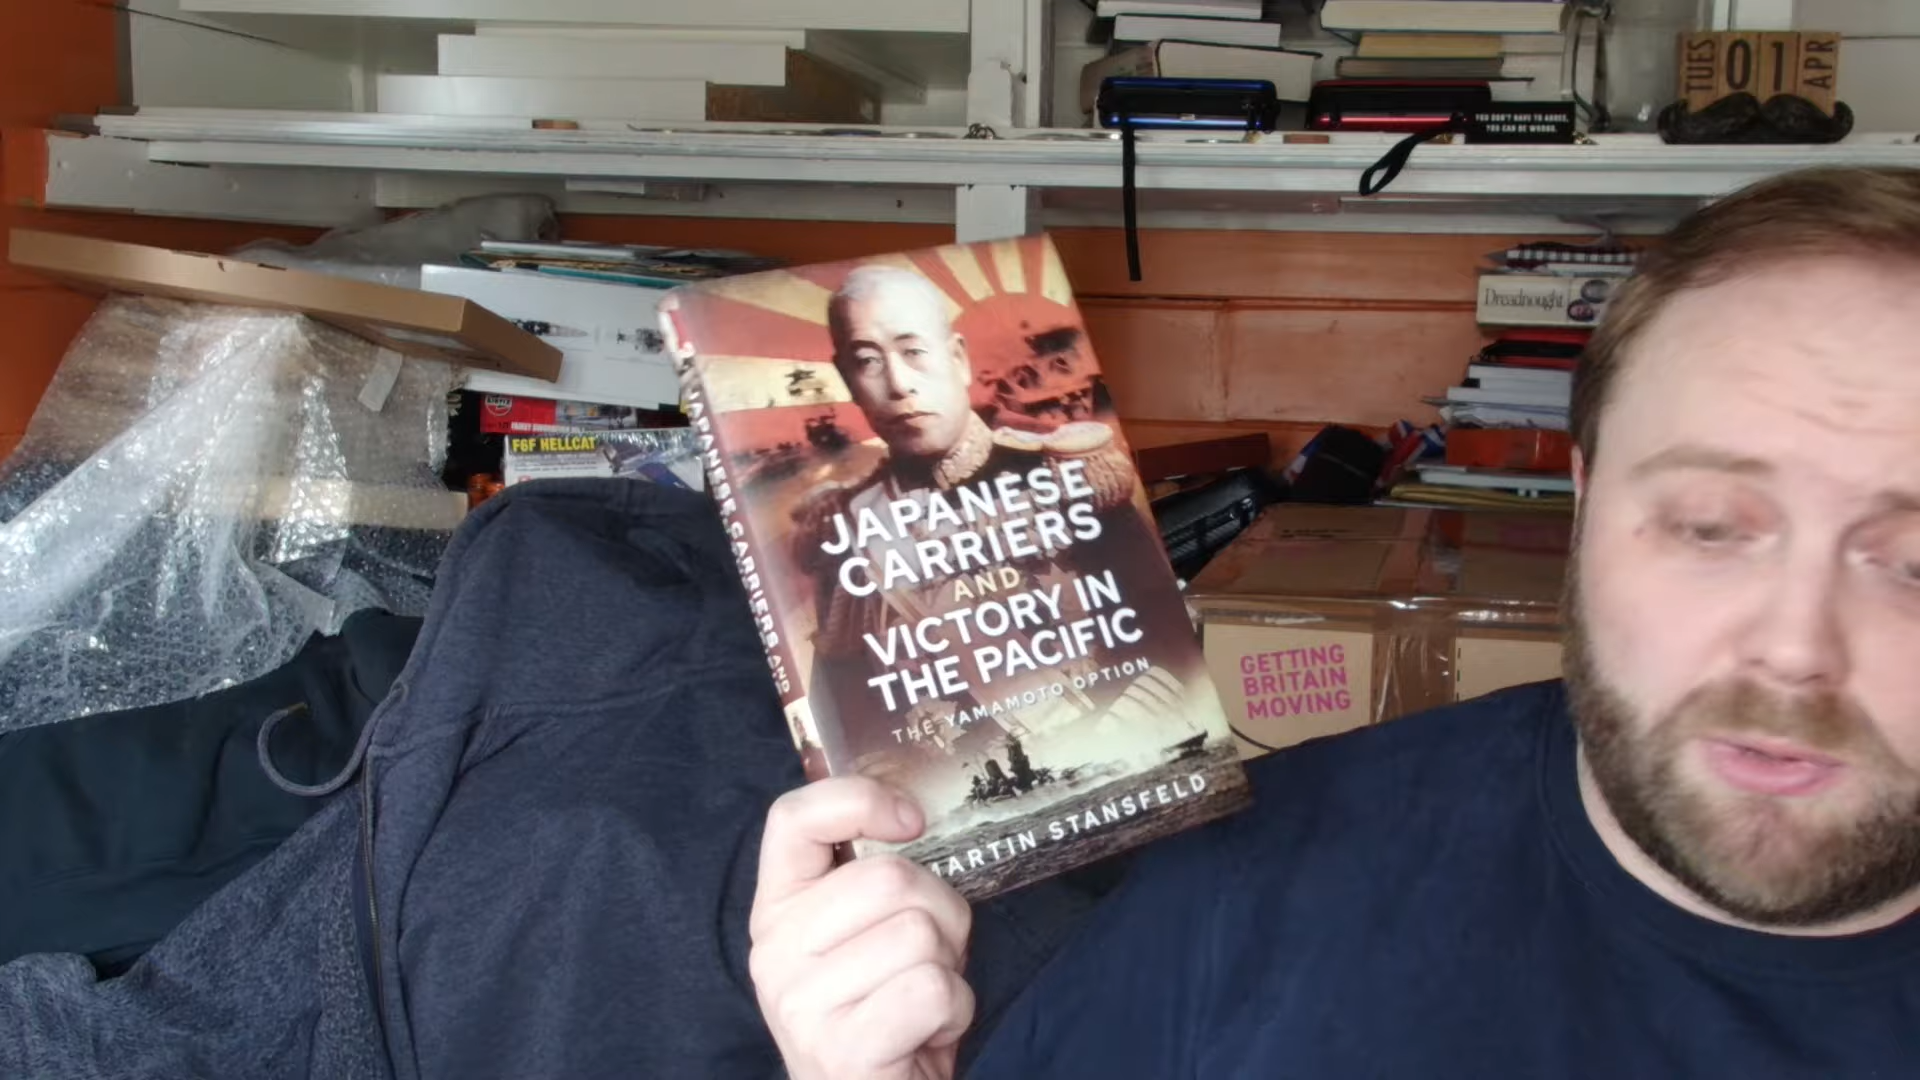 TUES
01
APR
YOU DON'T HAVE TO AGREE,
YOU CAN BE WRONG.
Dreadnought
F6F HELLCAT
JAPANESE
CARRIERS
AND
VICTORY IN
THE PACIFIC
THE YAMAMOTO OPTION
MARTIN STANSFELD
JAPANESE CARRIERS AND
GETTING
BRITAIN
MOVING